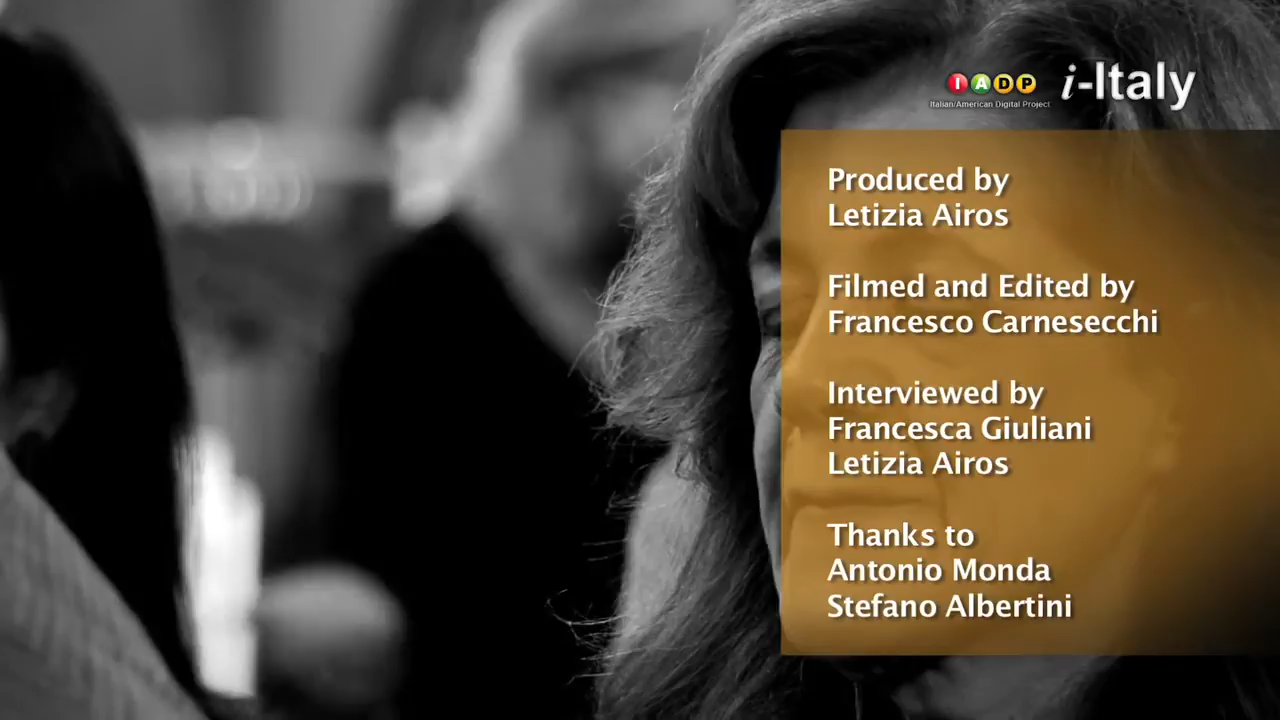 IADP
Italian/American Digital Project
i-Italy
Produced by
Letizia Airos
Filmed and Edited by
Francesco Carnesecchi
Interviewed by
Francesca Giuliani
Letizia Airos
Thanks to
Antonio Monda
Stefano Albertini